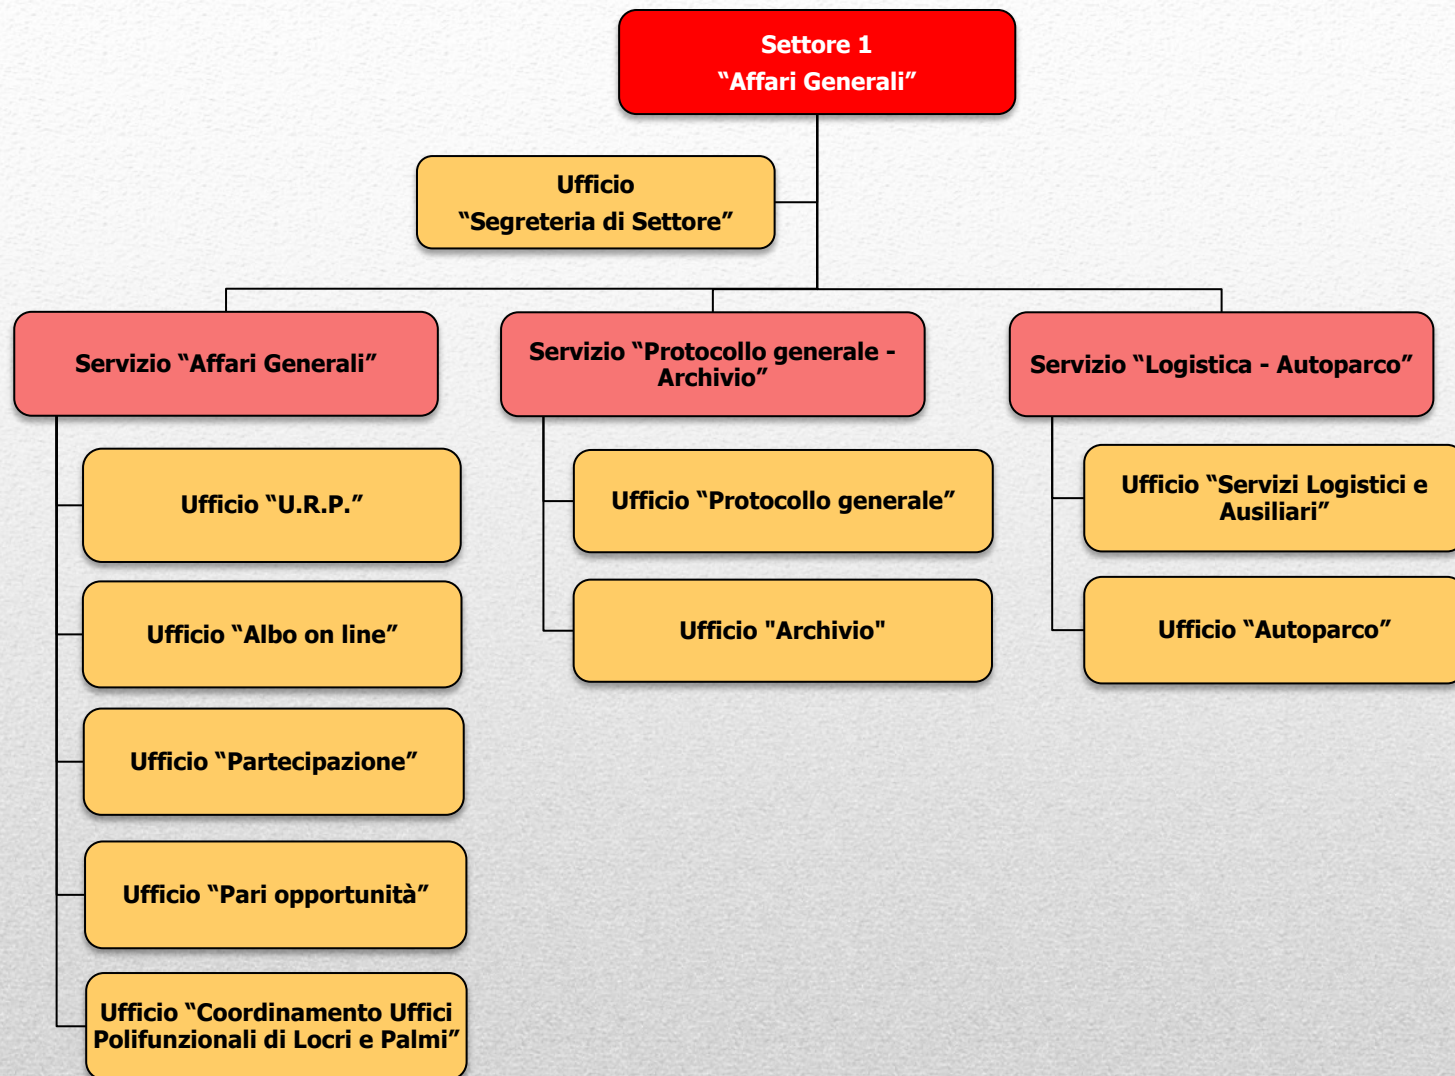 Settore 1
“Affari Generali”
Ufficio
“Segreteria di Settore”
Servizio “Affari Generali”
Ufficio “U.R.P.”
Ufficio “Albo on line”
Ufficio “Partecipazione”
Ufficio “Pari opportunità”
Ufficio “Coordinamento Uffici
Polifunzionali di Locri e Palmi”
Servizio “Protocollo generale -
Archivio”
Ufficio “Protocollo generale”
Ufficio "Archivio"
Servizio “Logistica - Autoparco”
Ufficio “Servizi Logistici e
Ausiliari”
Ufficio “Autoparco”